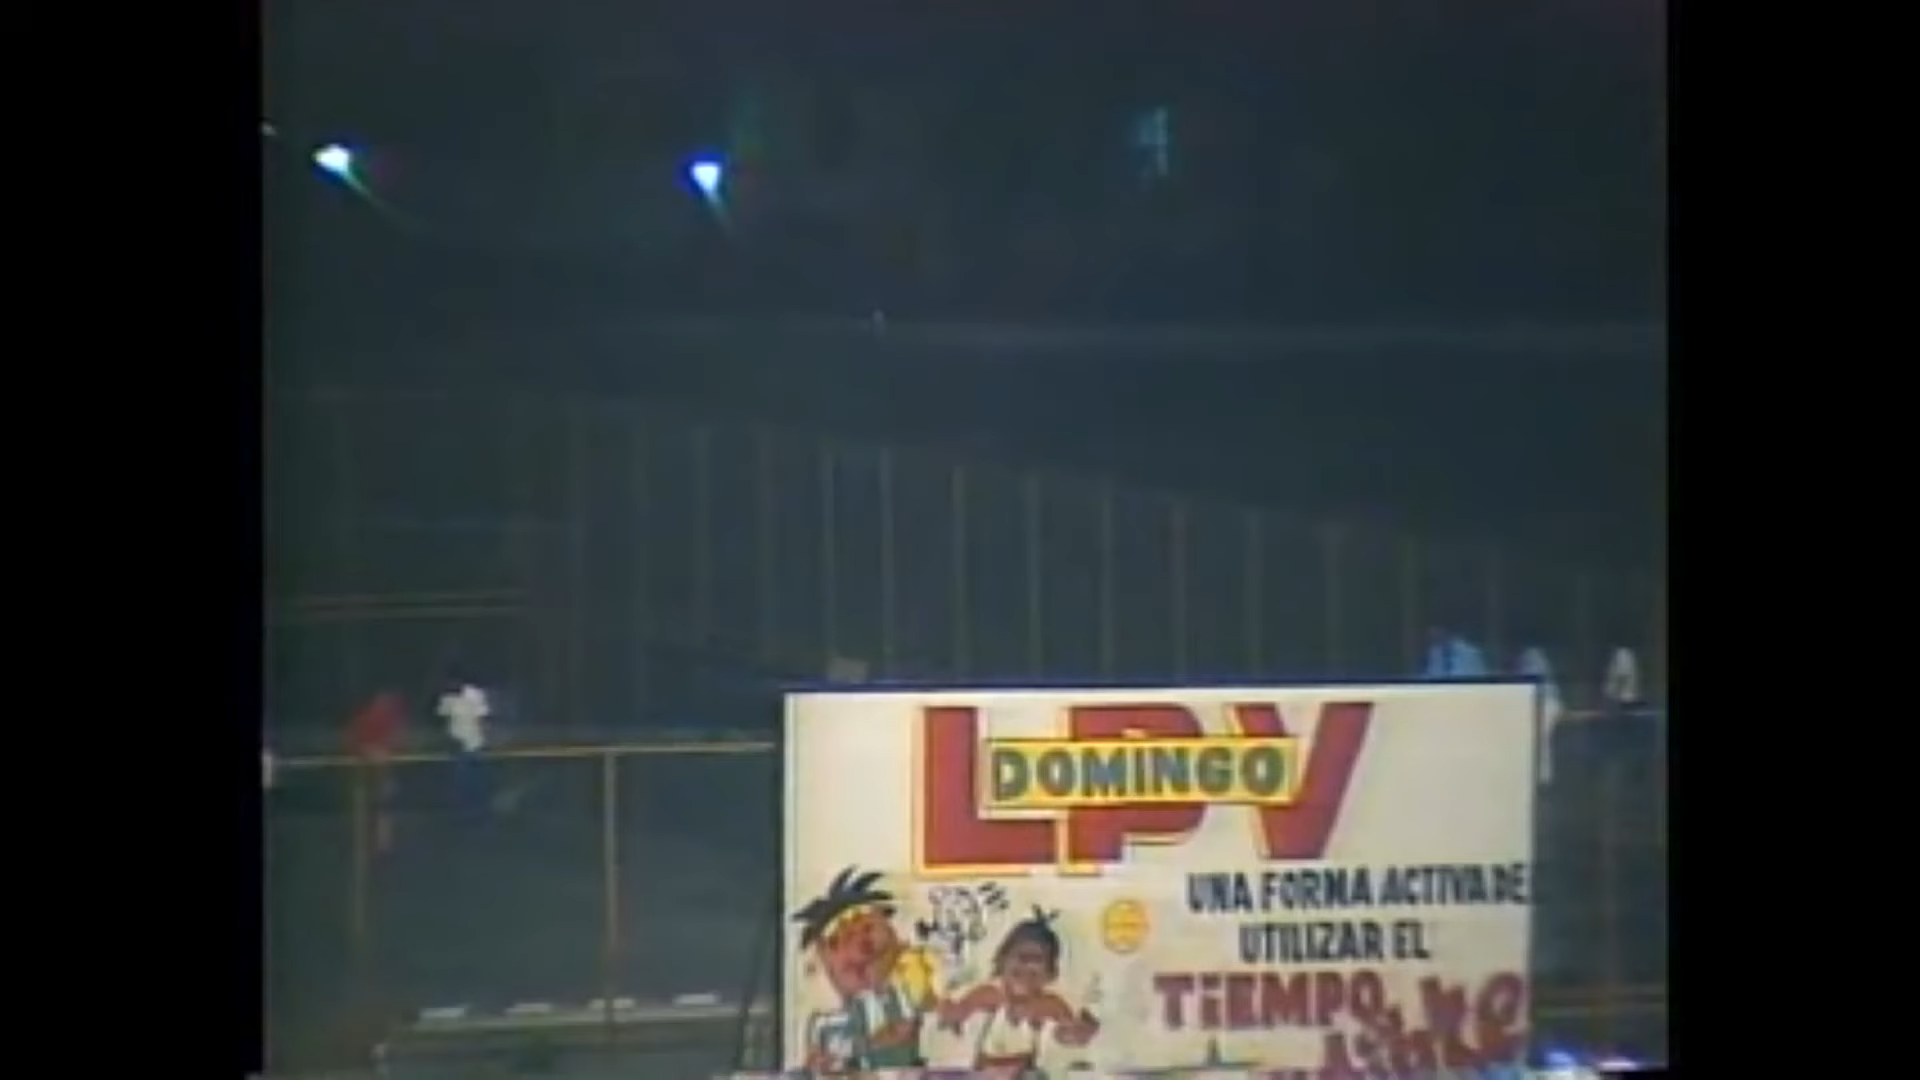 LPV
DOMINGO
UNA FORMA ACTIVA DE
UTILIZAR EL
TIEMPO